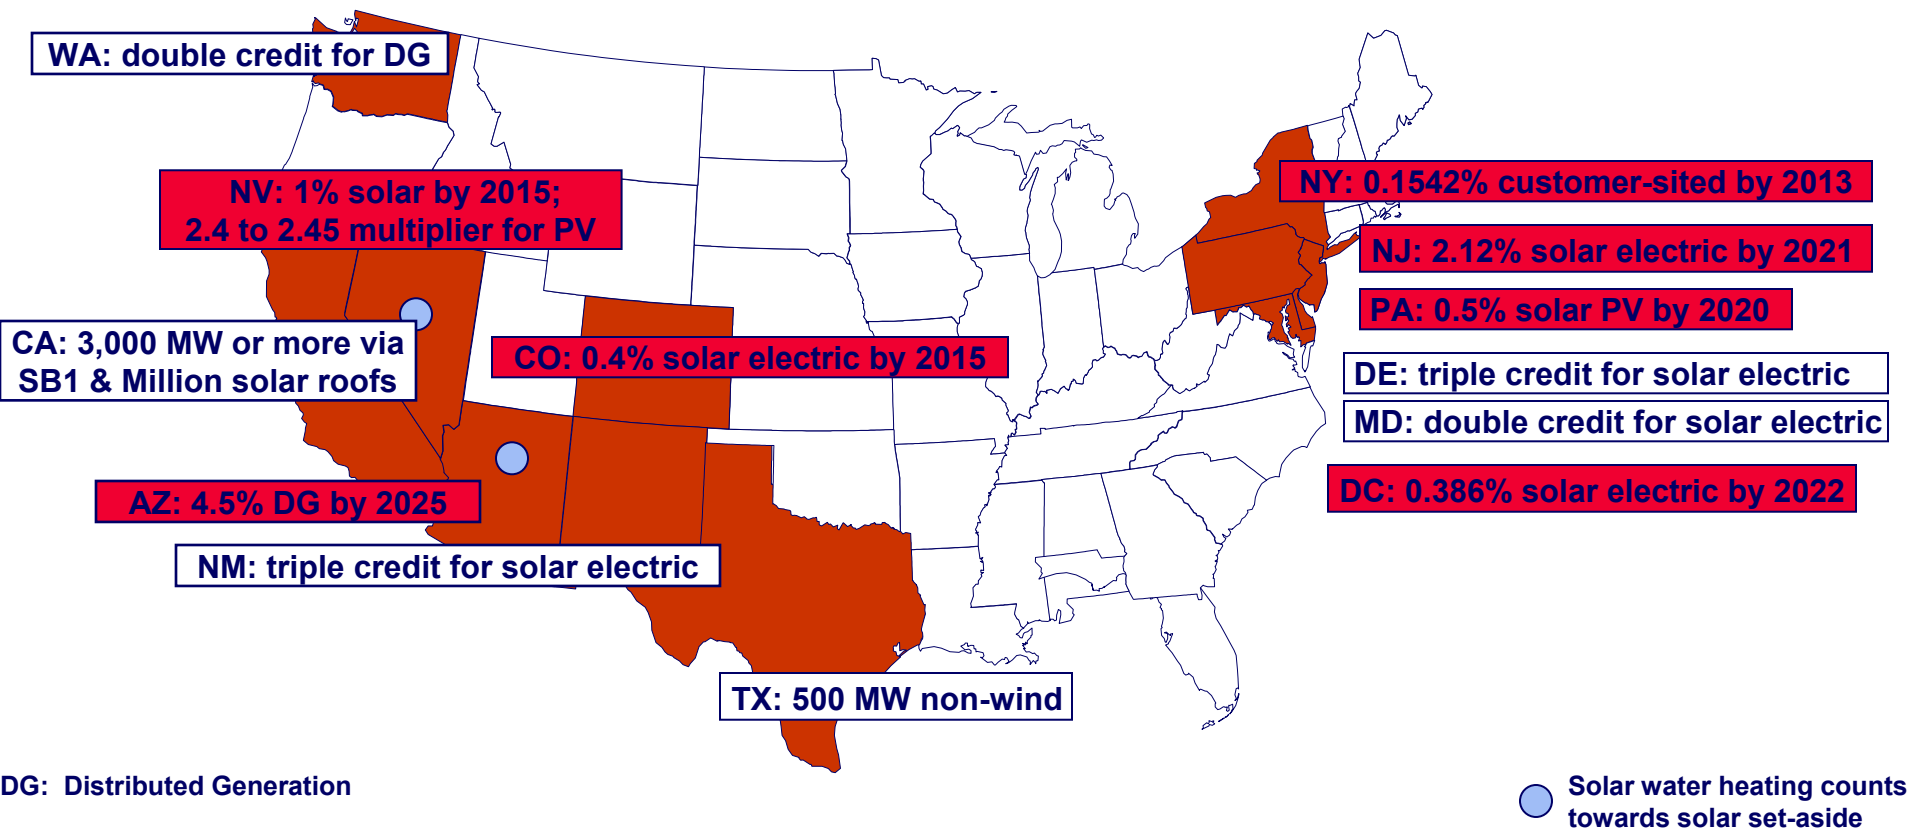 WA: double credit for DG
NV: 1% solar by 2015;
2.4 to 2.45 multiplier for PV
NY: 0.1542% customer-sited by 2013
NJ: 2.12% solar electric by 2021
PA: 0.5% solar PV by 2020
CA: 3,000 MW or more via
SB1 & Million solar roofs
CO: 0.4% solar electric by 2015
DE: triple credit for solar electric
MD: double credit for solar electric
AZ: 4.5% DG by 2025
DC: 0.386% solar electric by 2022
NM: triple credit for solar electric
TX: 500 MW non-wind
DG: Distributed Generation
Solar water heating counts
towards solar set-aside